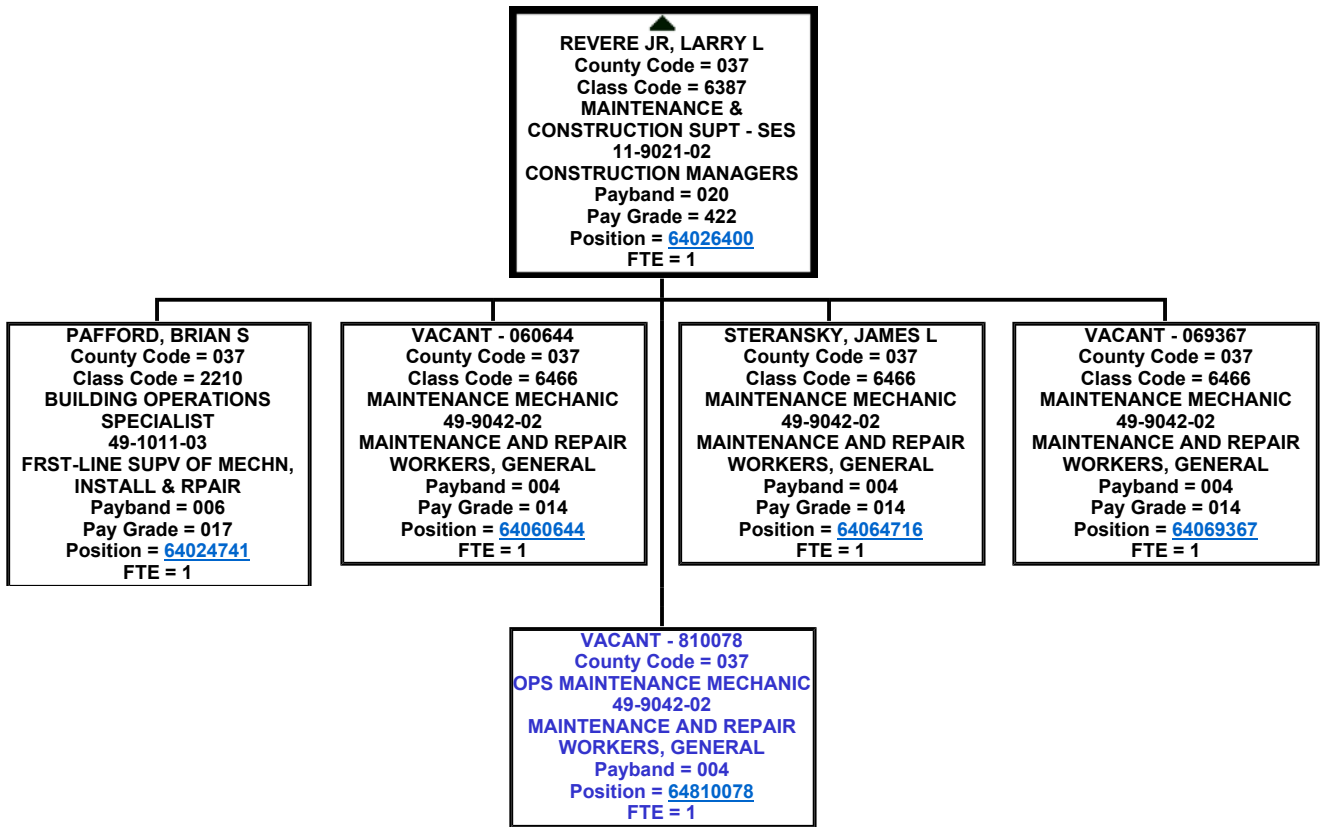 REVERE JR, LARRY L
County Code = 037
Class Code = 6387
MAINTENANCE &
CONSTRUCTION SUPT - SES
11-9021-02
CONSTRUCTION MANAGERS
Payband = 020
Pay Grade = 422
Position = 64026400
FTE = 1
PAFFORD, BRIAN S
County Code = 037
Class Code = 2210
BUILDING OPERATIONS
SPECIALIST
49-1011-03
FRST-LINE SUPV OF MECHN,
INSTALL & RPAIR
Payband = 006
Pay Grade = 017
Position = 64024741
FTE = 1
VACANT - 060644
County Code = 037
Class Code = 6466
MAINTENANCE MECHANIC
49-9042-02
MAINTENANCE AND REPAIR
WORKERS, GENERAL
Payband = 004
Pay Grade = 014
Position = 64060644
FTE = 1
STERANSKY, JAMES L
County Code = 037
Class Code = 6466
MAINTENANCE MECHANIC
49-9042-02
MAINTENANCE AND REPAIR
WORKERS, GENERAL
Payband = 004
Pay Grade = 014
Position = 64064716
FTE = 1
VACANT - 069367
County Code = 037
Class Code = 6466
MAINTENANCE MECHANIC
49-9042-02
MAINTENANCE AND REPAIR
WORKERS, GENERAL
Payband = 004
Pay Grade = 014
Position = 64069367
FTE = 1
VACANT - 810078
County Code = 037
OPS MAINTENANCE MECHANIC
49-9042-02
MAINTENANCE AND REPAIR
WORKERS, GENERAL
Payband = 004
Position = 64810078
FTE = 1